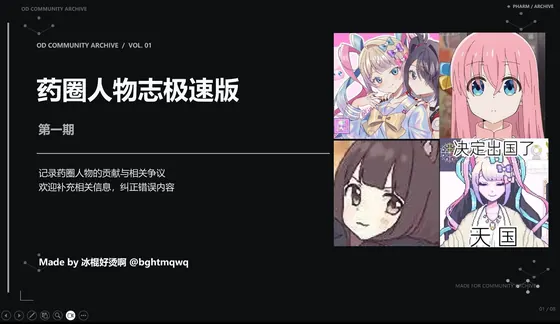 OD COMMUNITY ARCHIVE
PHARM / ARCHIVE
OD COMMUNITY ARCHIVE / VOL. 01
药圈人物志极速版
第一期
记录药圈人物的贡献与相关争议
欢迎补充相关信息，纠正错误内容
Made by 冰棍好烫啊 @bghtmqwq
决定出国了
天国
MADE FOR COMMUNITY ARCHIVE